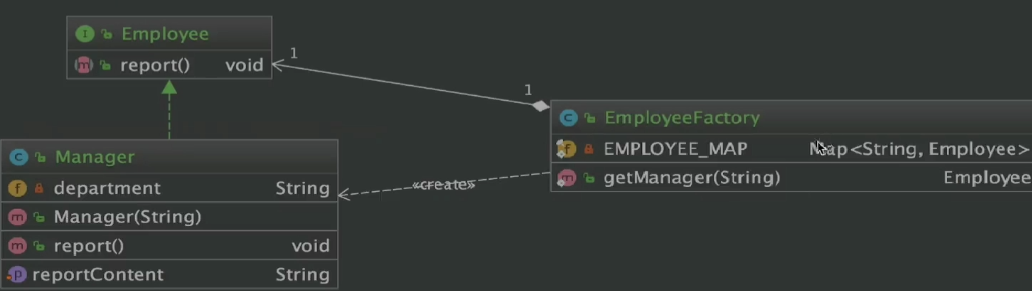 Employee
report() void
1
1
EmployeeFactory
EMPLOYEE_MAP Map<String, Employee>
getManager(String) Employee
«create»
Manager
department String
Manager(String)
report() void
reportContent String